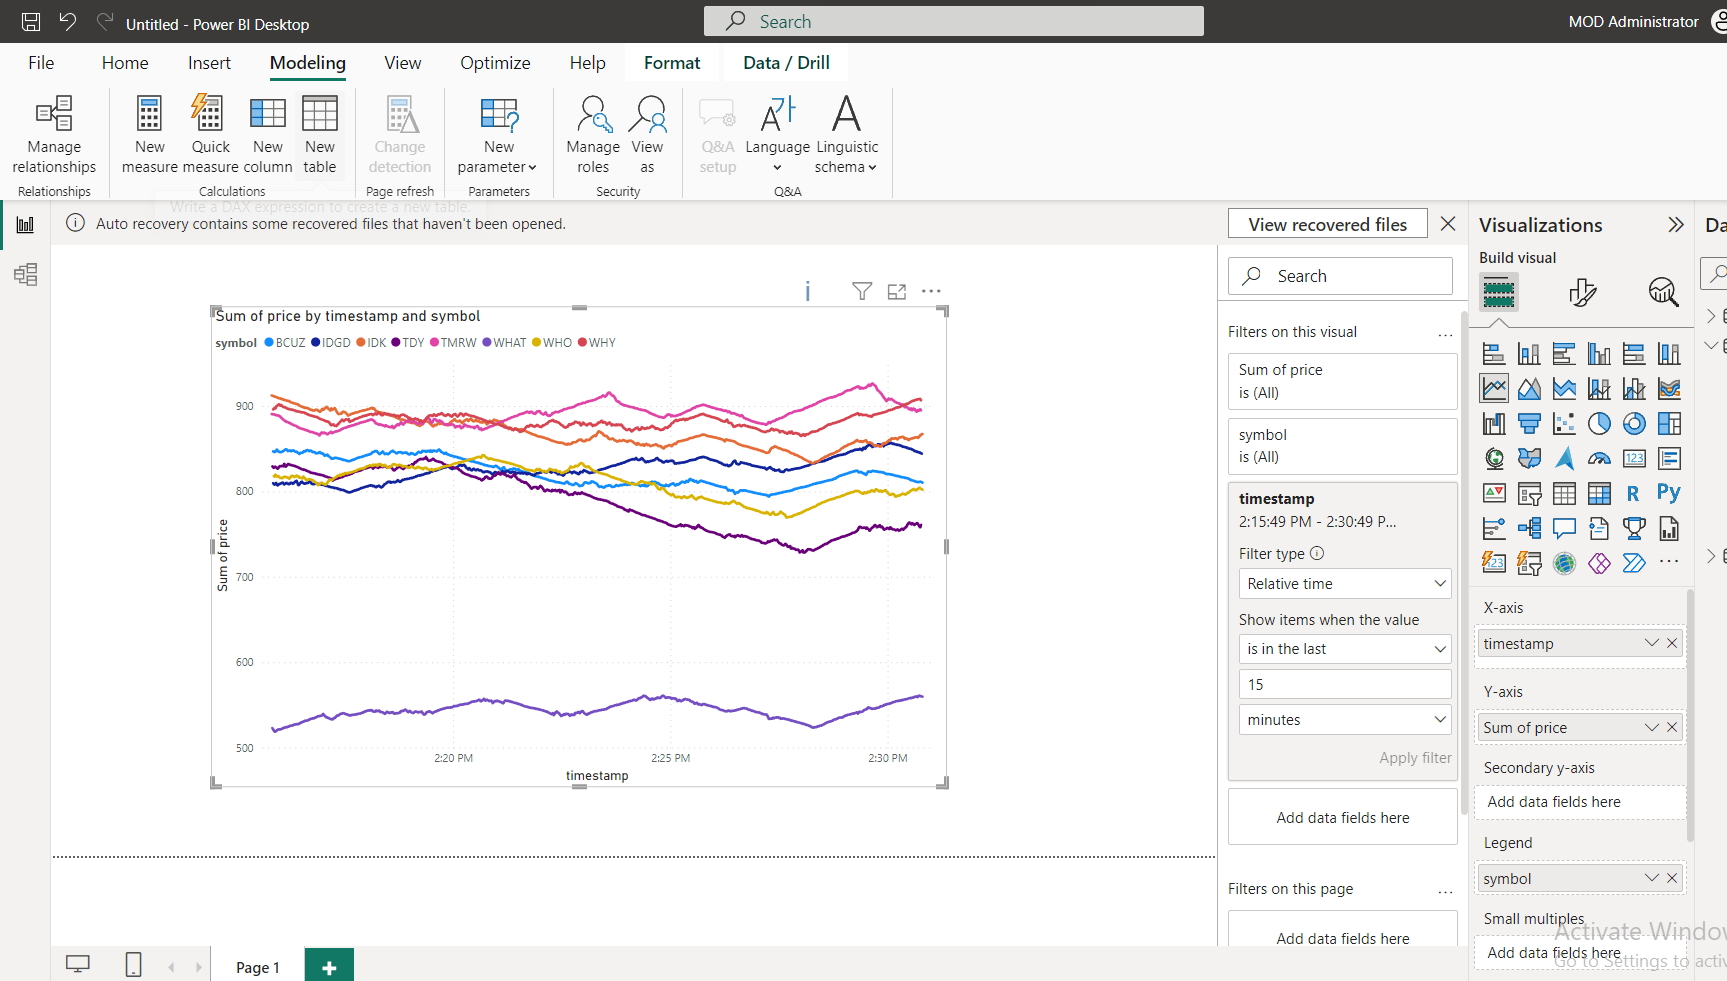 Untitled - Power BI Desktop
Search
MOD Administrator
File Home Insert Modeling View Optimize Help Format Data / Drill
Manage relationships
New measure
Quick measure
New column
New table
Change detection
New parameter
Manage roles
View as
Q&A setup
Language
Linguistic schema
Relationships
Calculations
Page refresh
Parameters
Security
Q&A
Write a DAX expression to create a new table.
Auto recovery contains some recovered files that haven't been opened.
View recovered files
Sum of price by timestamp and symbol
symbol BCUZ IDGD IDK TDY TMRW WHAT WHO WHY
900
800
700
600
500
Sum of price
2:20 PM 2:25 PM 2:30 PM
timestamp
Page 1
Search
Filters on this visual
Sum of price
is (All)
symbol
is (All)
timestamp
2:15:49 PM - 2:30:49 P...
Filter type
Relative time
Show items when the value
is in the last
15
minutes
Apply filter
Add data fields here
Filters on this page
Add data fields here
Visualizations
Build visual
123
R
Py
123
X-axis
timestamp
Y-axis
Sum of price
Secondary y-axis
Add data fields here
Legend
symbol
Small multiples
Add data fields here
Da
Activate Window
Go to Settings to activ